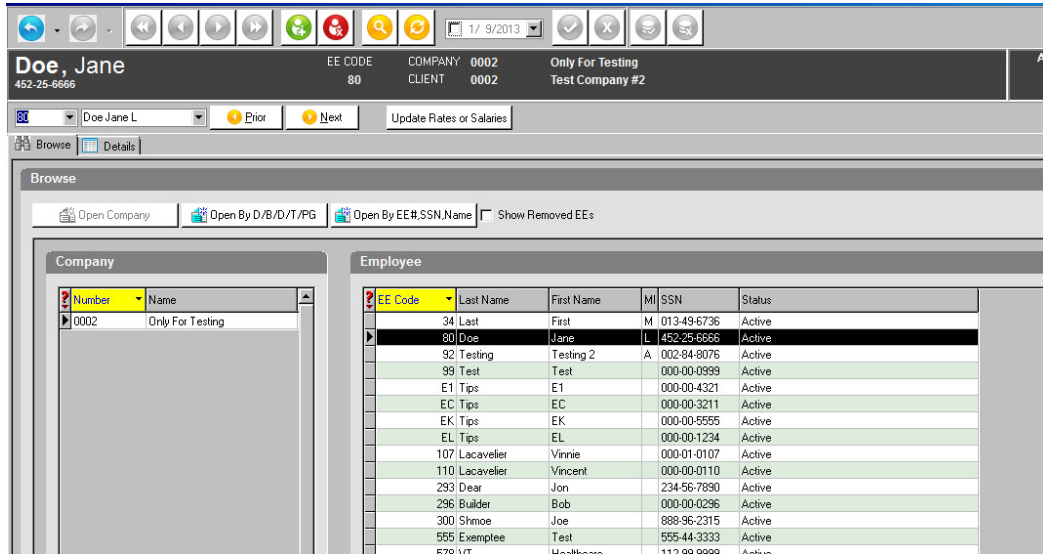 1/ 9/2013
Doe, Jane EE CODE COMPANY 0002 Only For Testing A
452-25-6666 80 CLIENT 0002 Test Company #2
80 Doe Jane L Prior Next Update Rates or Salaries
Browse Details
Browse
Open Company Open By D/B/D/T/PG Open By EE#,SSN,Name Show Removed EEs
Company Employee
Number Name
0002 Only For Testing
EE Code Last Name First Name MI SSN Status
34 Last First M 013-49-6736 Active
80 Doe Jane L 452-25-6666 Active
92 Testing Testing 2 A 002-84-8076 Active
99 Test Test 000-00-0999 Active
E1 Tips E1 000-00-4321 Active
EC Tips EC 000-00-3211 Active
EK Tips EK 000-00-5555 Active
EL Tips EL 000-00-1234 Active
107 Lacavelier Vinnie 000-01-0107 Active
110 Lacavelier Vincent 000-00-0110 Active
293 Dear Jon 234-56-7890 Active
296 Builder Bob 000-00-0296 Active
300 Shmoe Joe 888-96-2315 Active
555 Exemptee Test 555-44-3333 Active
578 VT Healthcare 112-99-9999 Active